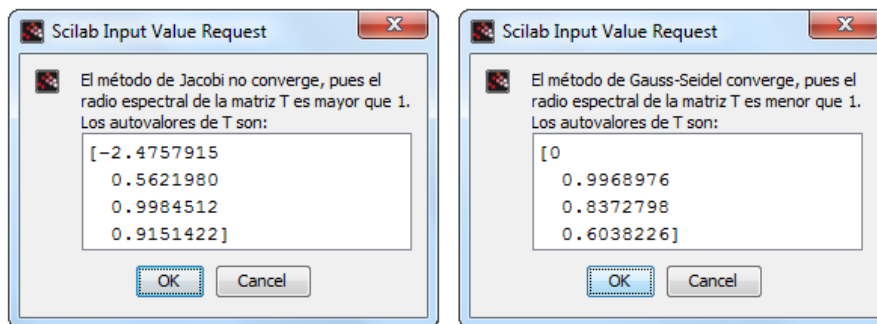 Scilab Input Value Request
El método de Jacobi no converge, pues el
radio espectral de la matriz T es mayor que 1.
Los autovalores de T son:
[-2.4757915
0.5621980
0.9984512
0.9151422]
OK Cancel
Scilab Input Value Request
El método de Gauss-Seidel converge, pues el
radio espectral de la matriz T es menor que 1.
Los autovalores de T son:
[0
0.9968976
0.8372798
0.6038226]
OK Cancel